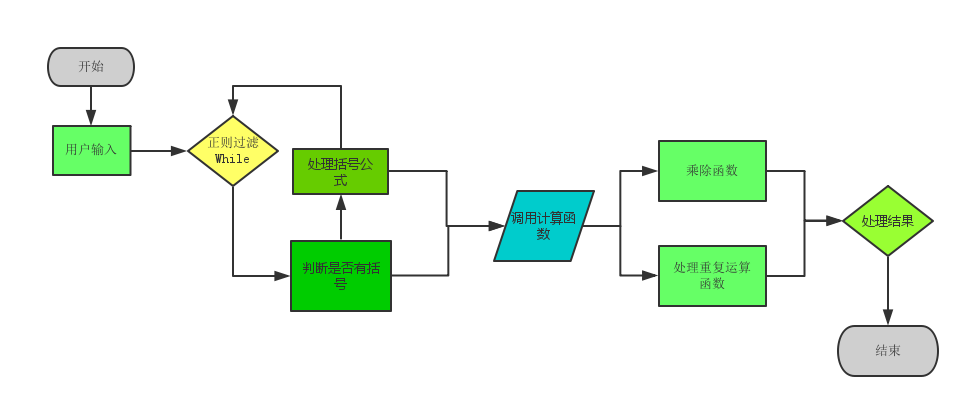 开始
用户输入
正则过滤
While
处理括号公
式
判断是否有括
号
调用计算函
数
乘除函数
处理重复运算
函数
处理结果
结束